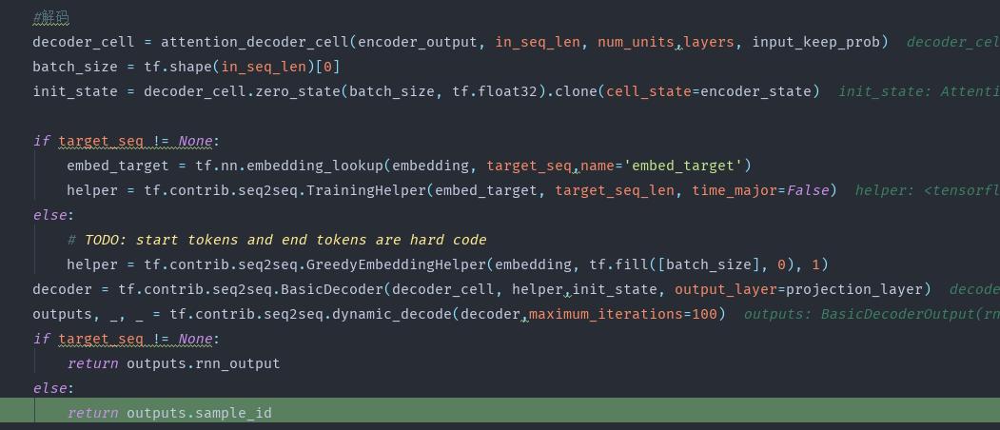 #解码
decoder_cell = attention_decoder_cell(encoder_output, in_seq_len, num_units,layers, input_keep_prob)  decoder_cel
batch_size = tf.shape(in_seq_len)[0]
init_state = decoder_cell.zero_state(batch_size, tf.float32).clone(cell_state=encoder_state)  init_state: Attenti
if target_seq != None:
embed_target = tf.nn.embedding_lookup(embedding, target_seq,name='embed_target')
helper = tf.contrib.seq2seq.TrainingHelper(embed_target, target_seq_len, time_major=False)  helper: <tensorfl
else:
# TODO: start tokens and end tokens are hard code
helper = tf.contrib.seq2seq.GreedyEmbeddingHelper(embedding, tf.fill([batch_size], 0), 1)
decoder = tf.contrib.seq2seq.BasicDecoder(decoder_cell, helper,init_state, output_layer=projection_layer)  decode
outputs, _, _ = tf.contrib.seq2seq.dynamic_decode(decoder,maximum_iterations=100)  outputs: BasicDecoderOutput(rn
if target_seq != None:
return outputs.rnn_output
else:
return outputs.sample_id